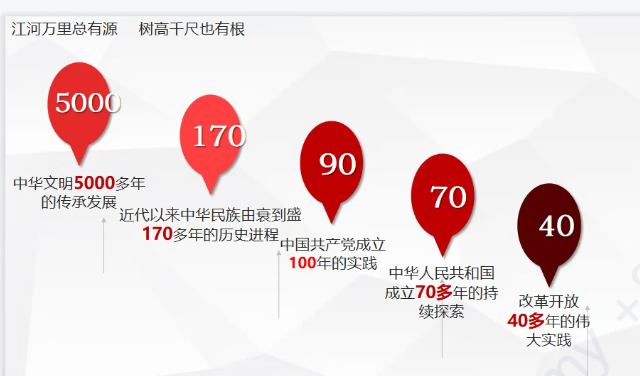 江河万里总有源 树高千尺也有根
5000
170
90
70
40
中华文明5000多年
的传承发展
近代以来中华民族由衰到盛
170多年的历史进程
中国共产党成立
100年的实践
中华人民共和国
成立70多年的持
续探索
改革开放
40多年的伟
大实践